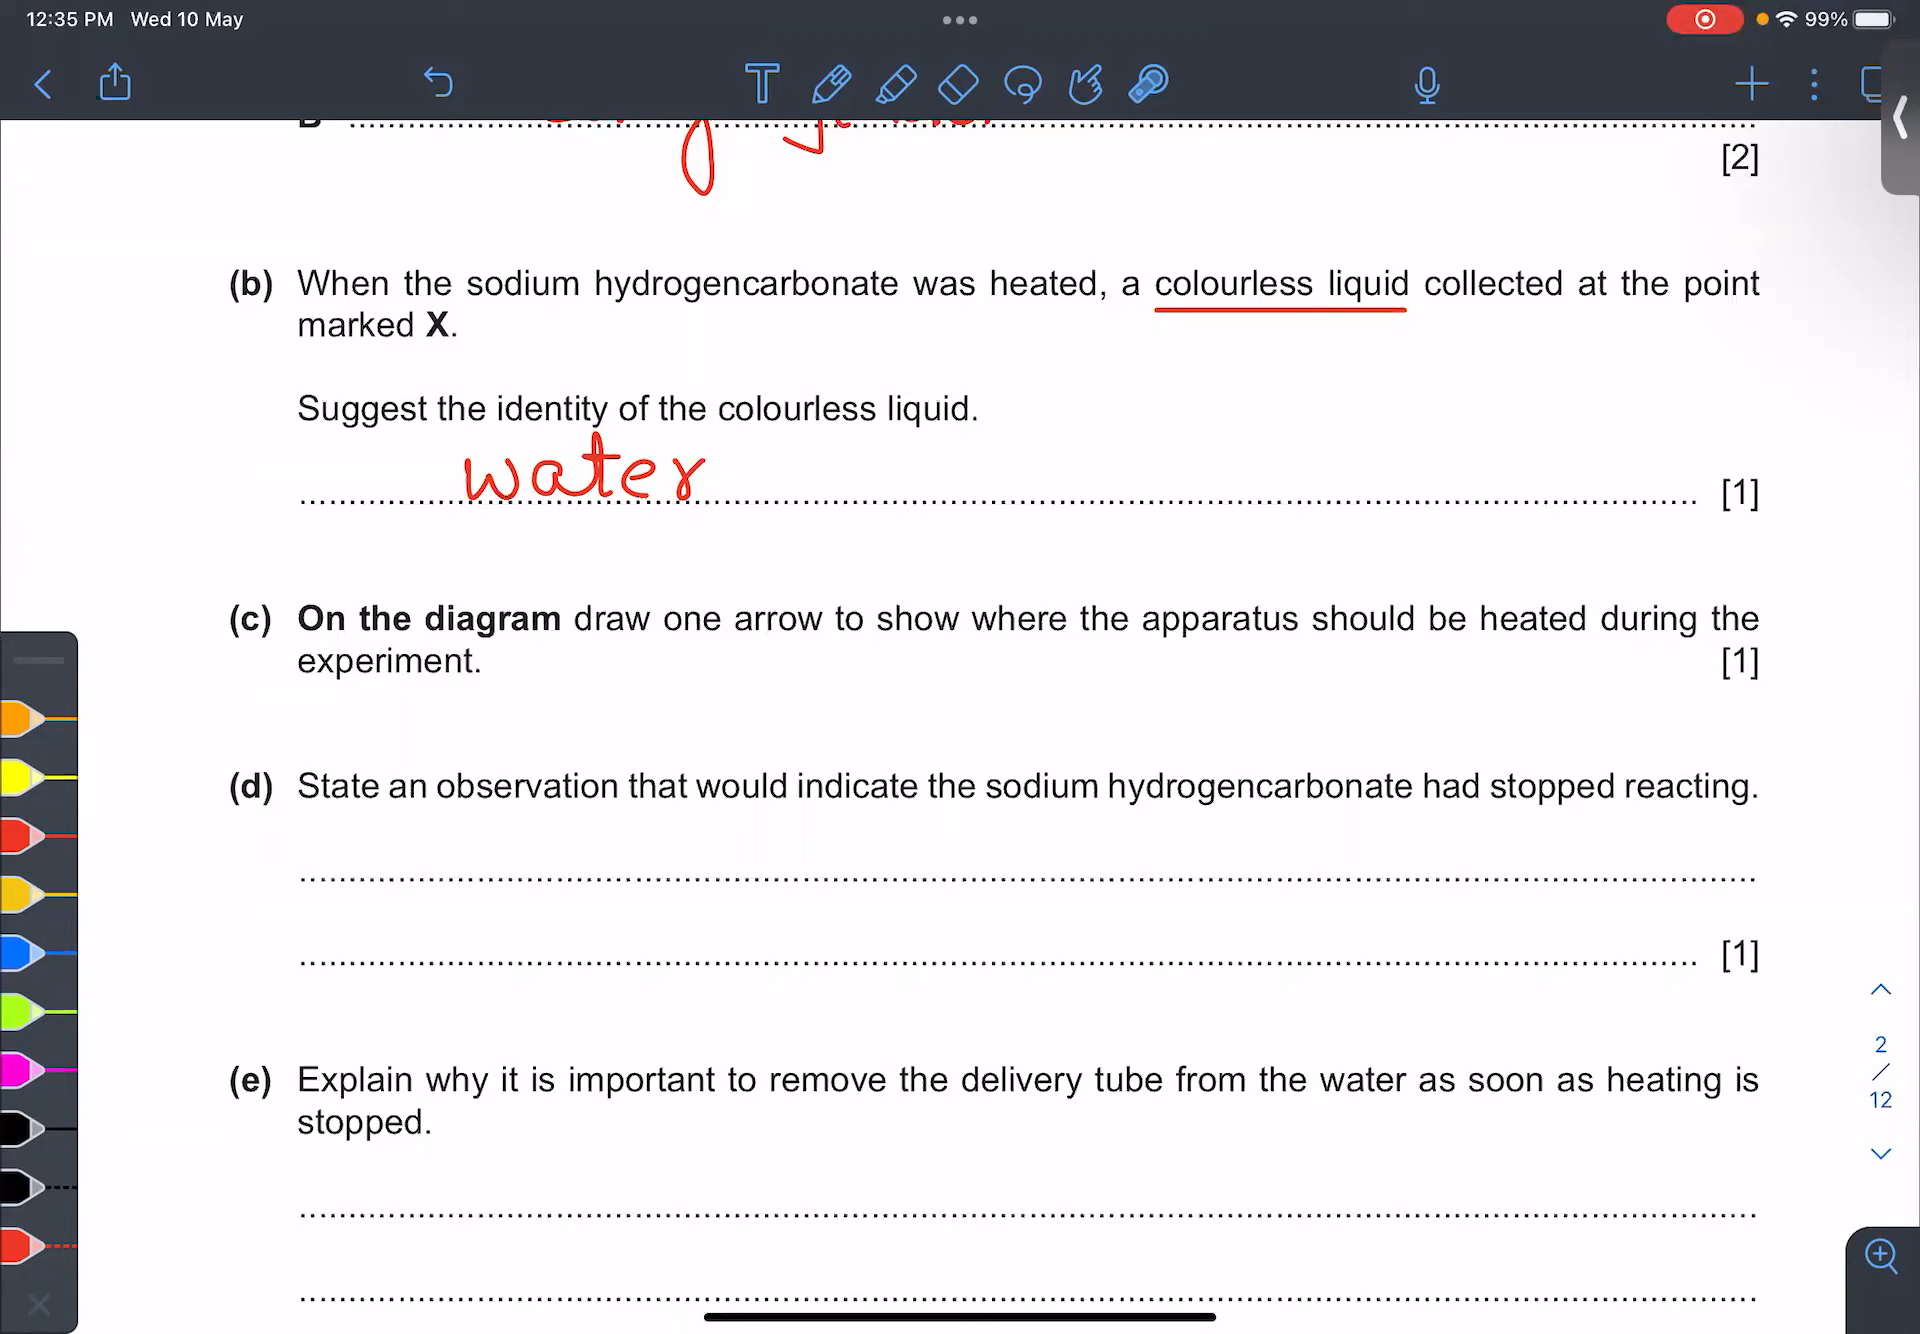 12:35 PM Wed 10 May
99%
[2]
(b) When the sodium hydrogencarbonate was heated, a colourless liquid collected at the point
marked X.
Suggest the identity of the colourless liquid.
water
[1]
(c) On the diagram draw one arrow to show where the apparatus should be heated during the
experiment. [1]
(d) State an observation that would indicate the sodium hydrogencarbonate had stopped reacting.
[1]
(e) Explain why it is important to remove the delivery tube from the water as soon as heating is
stopped.
2
/
12